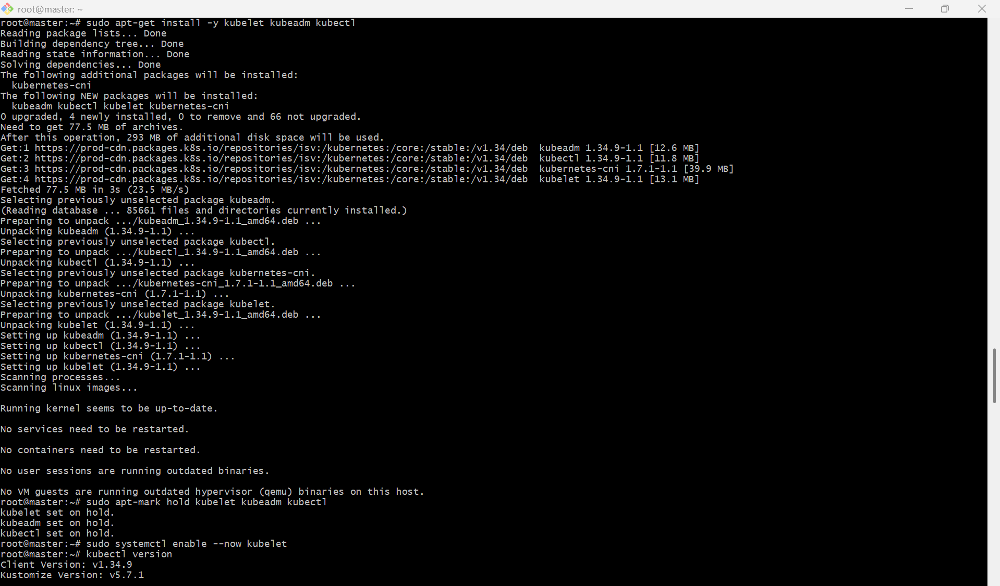 root@master: ~
root@master:~# sudo apt-get install -y kubelet kubeadm kubectl
Reading package lists... Done
Building dependency tree... Done
Reading state information... Done
Solving dependencies... Done
The following additional packages will be installed:
  kubernetes-cni
The following NEW packages will be installed:
  kubeadm kubectl kubelet kubernetes-cni
0 upgraded, 4 newly installed, 0 to remove and 66 not upgraded.
Need to get 77.5 MB of archives.
After this operation, 293 MB of additional disk space will be used.
Get:1 https://prod-cdn.packages.k8s.io/repositories/isv:/kubernetes:/core:/stable:/v1.34/deb  kubeadm 1.34.9-1.1 [12.6 MB]
Get:2 https://prod-cdn.packages.k8s.io/repositories/isv:/kubernetes:/core:/stable:/v1.34/deb  kubectl 1.34.9-1.1 [11.8 MB]
Get:3 https://prod-cdn.packages.k8s.io/repositories/isv:/kubernetes:/core:/stable:/v1.34/deb  kubernetes-cni 1.7.1-1.1 [39.9 MB]
Get:4 https://prod-cdn.packages.k8s.io/repositories/isv:/kubernetes:/core:/stable:/v1.34/deb  kubelet 1.34.9-1.1 [13.1 MB]
Fetched 77.5 MB in 3s (23.5 MB/s)
Selecting previously unselected package kubeadm.
(Reading database ... 85661 files and directories currently installed.)
Preparing to unpack .../kubeadm_1.34.9-1.1_amd64.deb ...
Unpacking kubeadm (1.34.9-1.1) ...
Selecting previously unselected package kubectl.
Preparing to unpack .../kubectl_1.34.9-1.1_amd64.deb ...
Unpacking kubectl (1.34.9-1.1) ...
Selecting previously unselected package kubernetes-cni.
Preparing to unpack .../kubernetes-cni_1.7.1-1.1_amd64.deb ...
Unpacking kubernetes-cni (1.7.1-1.1) ...
Selecting previously unselected package kubelet.
Preparing to unpack .../kubelet_1.34.9-1.1_amd64.deb ...
Unpacking kubelet (1.34.9-1.1) ...
Setting up kubeadm (1.34.9-1.1) ...
Setting up kubectl (1.34.9-1.1) ...
Setting up kubernetes-cni (1.7.1-1.1) ...
Setting up kubelet (1.34.9-1.1) ...
Scanning processes...
Scanning linux images...
Running kernel seems to be up-to-date.
No services need to be restarted.
No containers need to be restarted.
No user sessions are running outdated binaries.
No VM guests are running outdated hypervisor (qemu) binaries on this host.
root@master:~# sudo apt-mark hold kubelet kubeadm kubectl
kubelet set on hold.
kubeadm set on hold.
kubectl set on hold.
root@master:~# sudo systemctl enable --now kubelet
root@master:~# kubectl version
Client Version: v1.34.9
Kustomize Version: v5.7.1